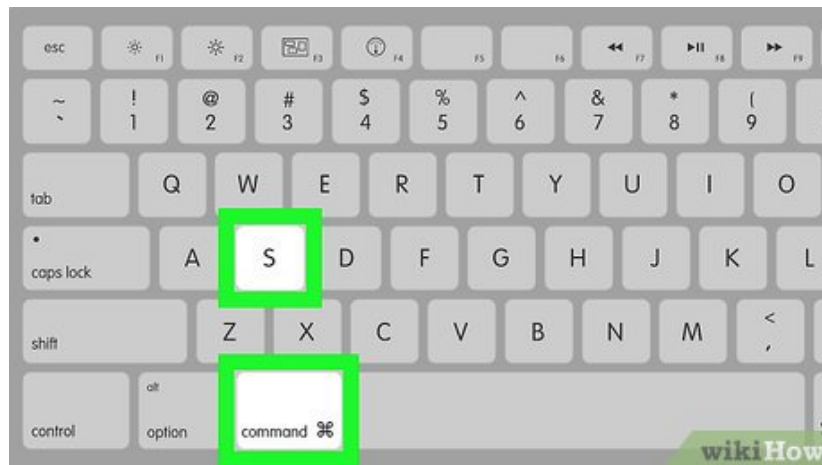 esc F1 F2 F3 F4 F5 F6 F7 F8 F9
~ ! @ # $ % ^ & * (
` 1 2 3 4 5 6 7 8 9
tab Q W E R T Y U I O
caps lock A S D F G H J K L
shift Z X C V B N M < ,
alt
control option command ⌘
wikiHow